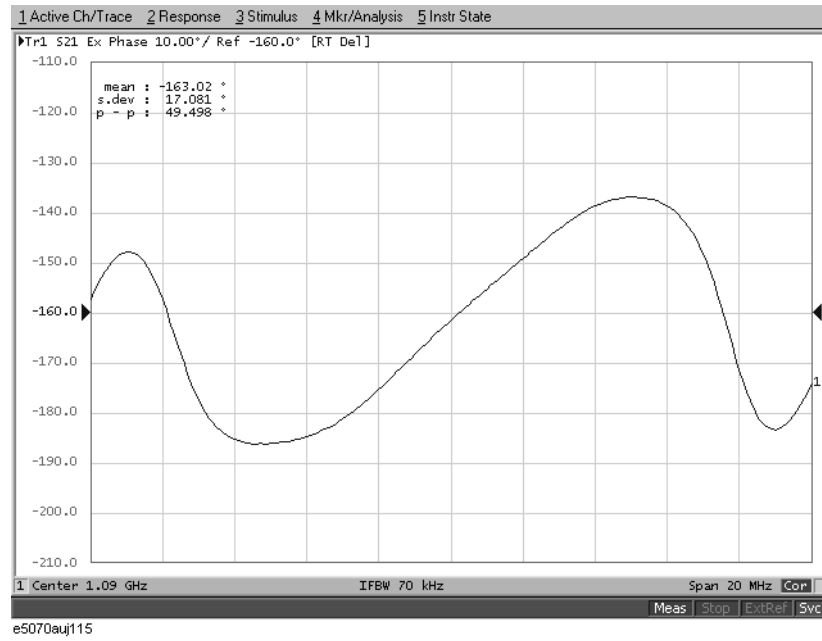 1 Active Ch/Trace 2 Response 3 Stimulus 4 Mkr/Analysis 5 Instr State
Tr1 S21 Ex Phase 10.00°/ Ref -160.0° [RT Del]
-110.0
mean : -163.02 °
s.dev : 17.081 °
p - p : 49.498 °
-120.0
-130.0
-140.0
-150.0
-160.0
-170.0
1
-180.0
-190.0
-200.0
-210.0
1 Center 1.09 GHz IFBW 70 kHz Span 20 MHz Cor
Meas Stop ExtRef Svc
e5070auj115